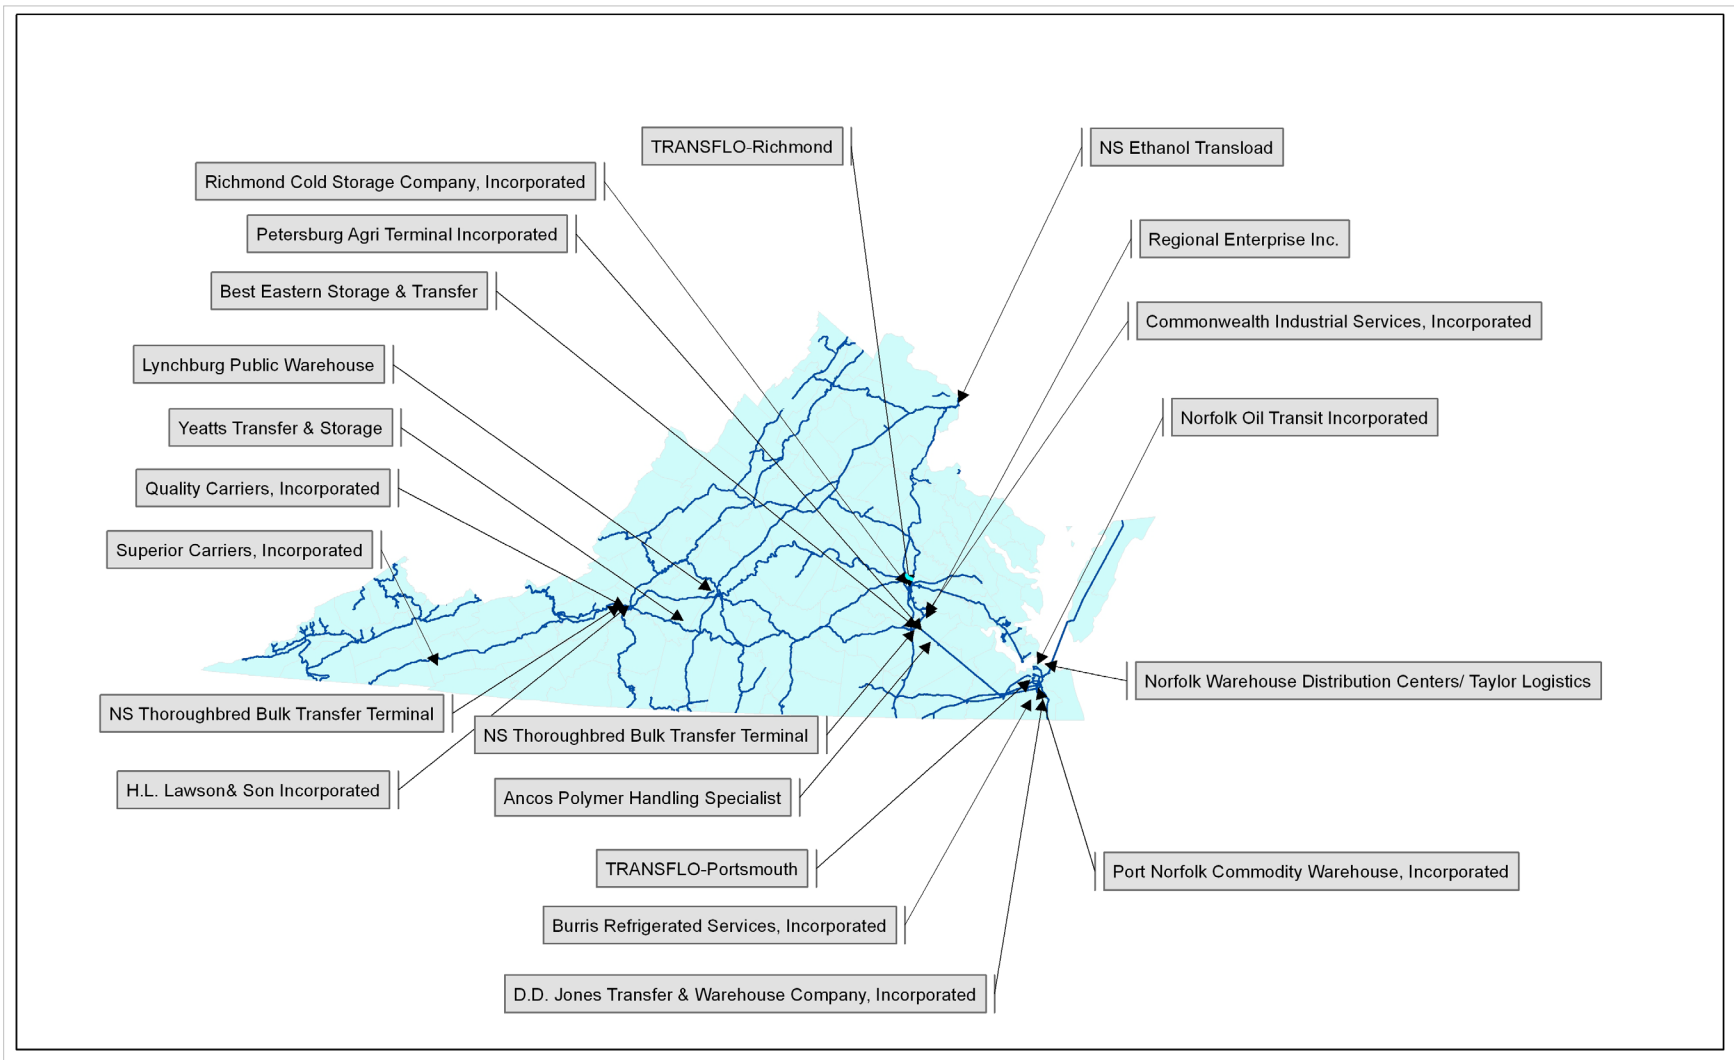 TRANSFLO-Richmond
NS Ethanol Transload
Richmond Cold Storage Company, Incorporated
Petersburg Agri Terminal Incorporated
Regional Enterprise Inc.
Best Eastern Storage & Transfer
Commonwealth Industrial Services, Incorporated
Lynchburg Public Warehouse
Norfolk Oil Transit Incorporated
Yeatts Transfer & Storage
Quality Carriers, Incorporated
Superior Carriers, Incorporated
Norfolk Warehouse Distribution Centers/ Taylor Logistics
NS Thoroughbred Bulk Transfer Terminal
NS Thoroughbred Bulk Transfer Terminal
H.L. Lawson& Son Incorporated
Ancos Polymer Handling Specialist
TRANSFLO-Portsmouth
Port Norfolk Commodity Warehouse, Incorporated
Burris Refrigerated Services, Incorporated
D.D. Jones Transfer & Warehouse Company, Incorporated